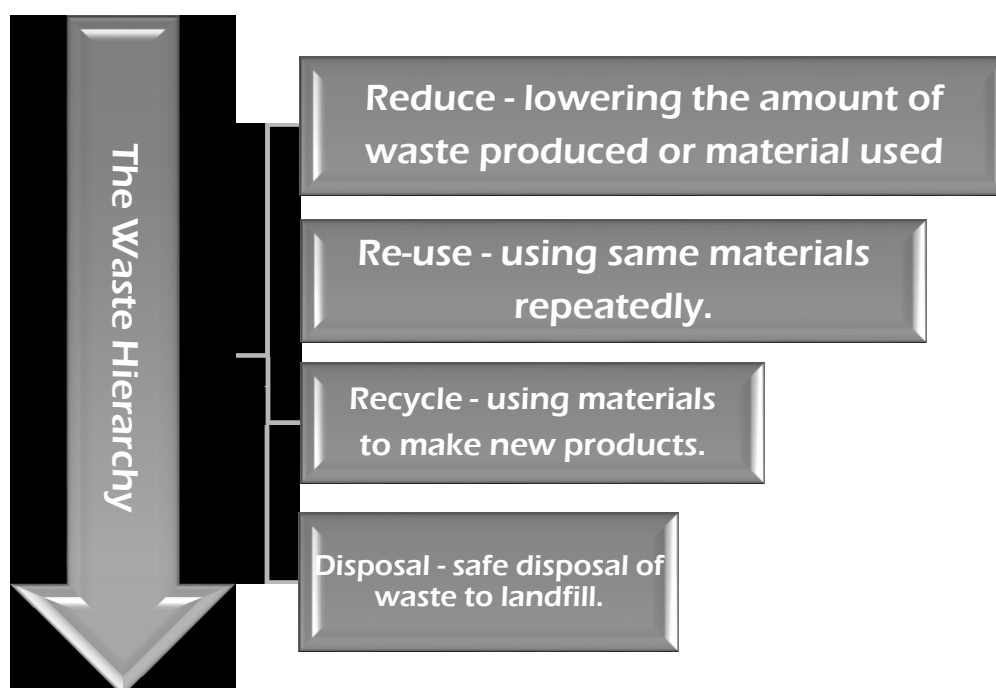 The Waste Hierarchy
Reduce - lowering the amount of
waste produced or material used
Re-use - using same materials
repeatedly.
Recycle - using materials
to make new products.
Disposal - safe disposal of
waste to landfill.